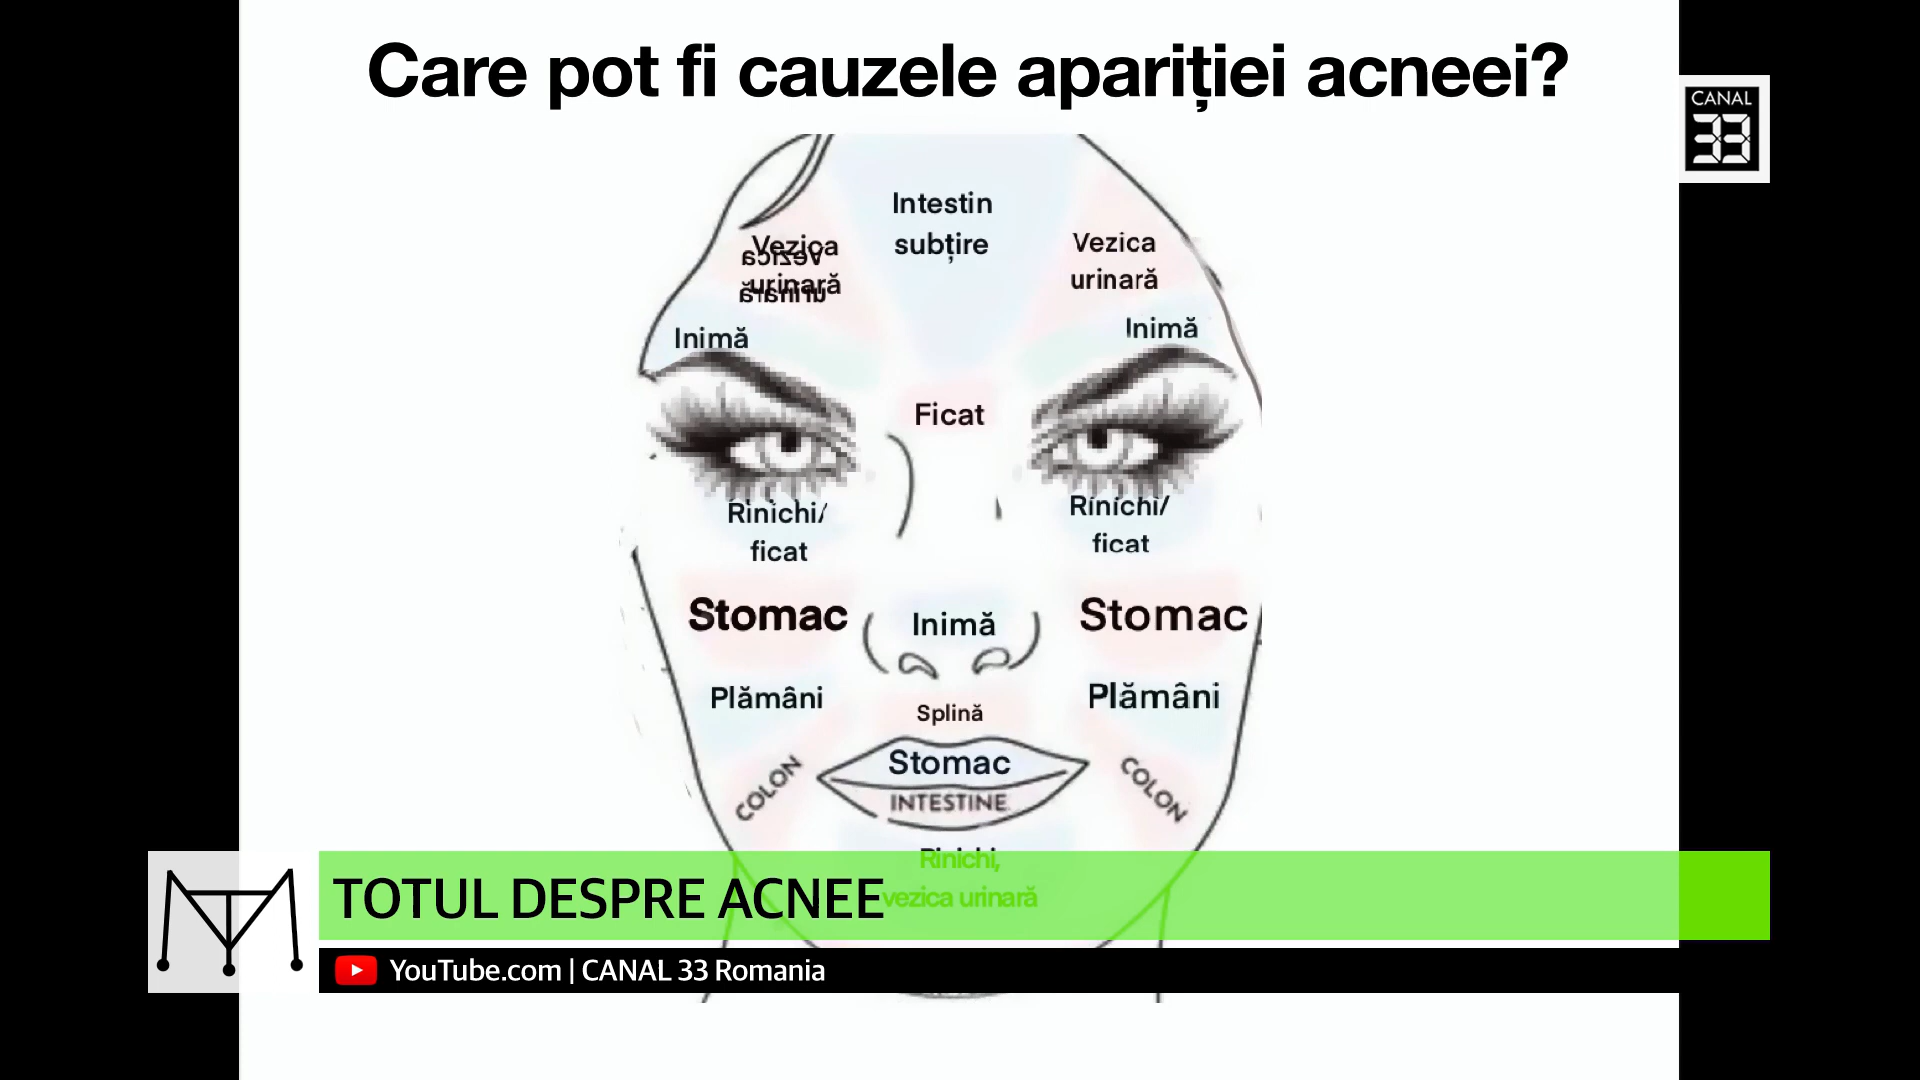 Care pot fi cauzele apariției acneei?
CANAL
33
Intestin
subțire
Vezica
urinară
Vezica
urinară
Vezica
urinară
Inimă
Inimă
Ficat
Rinichi/
ficat
Rinichi/
ficat
Stomac
Inimă
Stomac
Plămâni
Plămâni
Splină
Stomac
INTESTINE
COLON
COLON
Rinichi,
vezica urinară
TOTUL DESPRE ACNEE
YouTube.com | CANAL 33 Romania